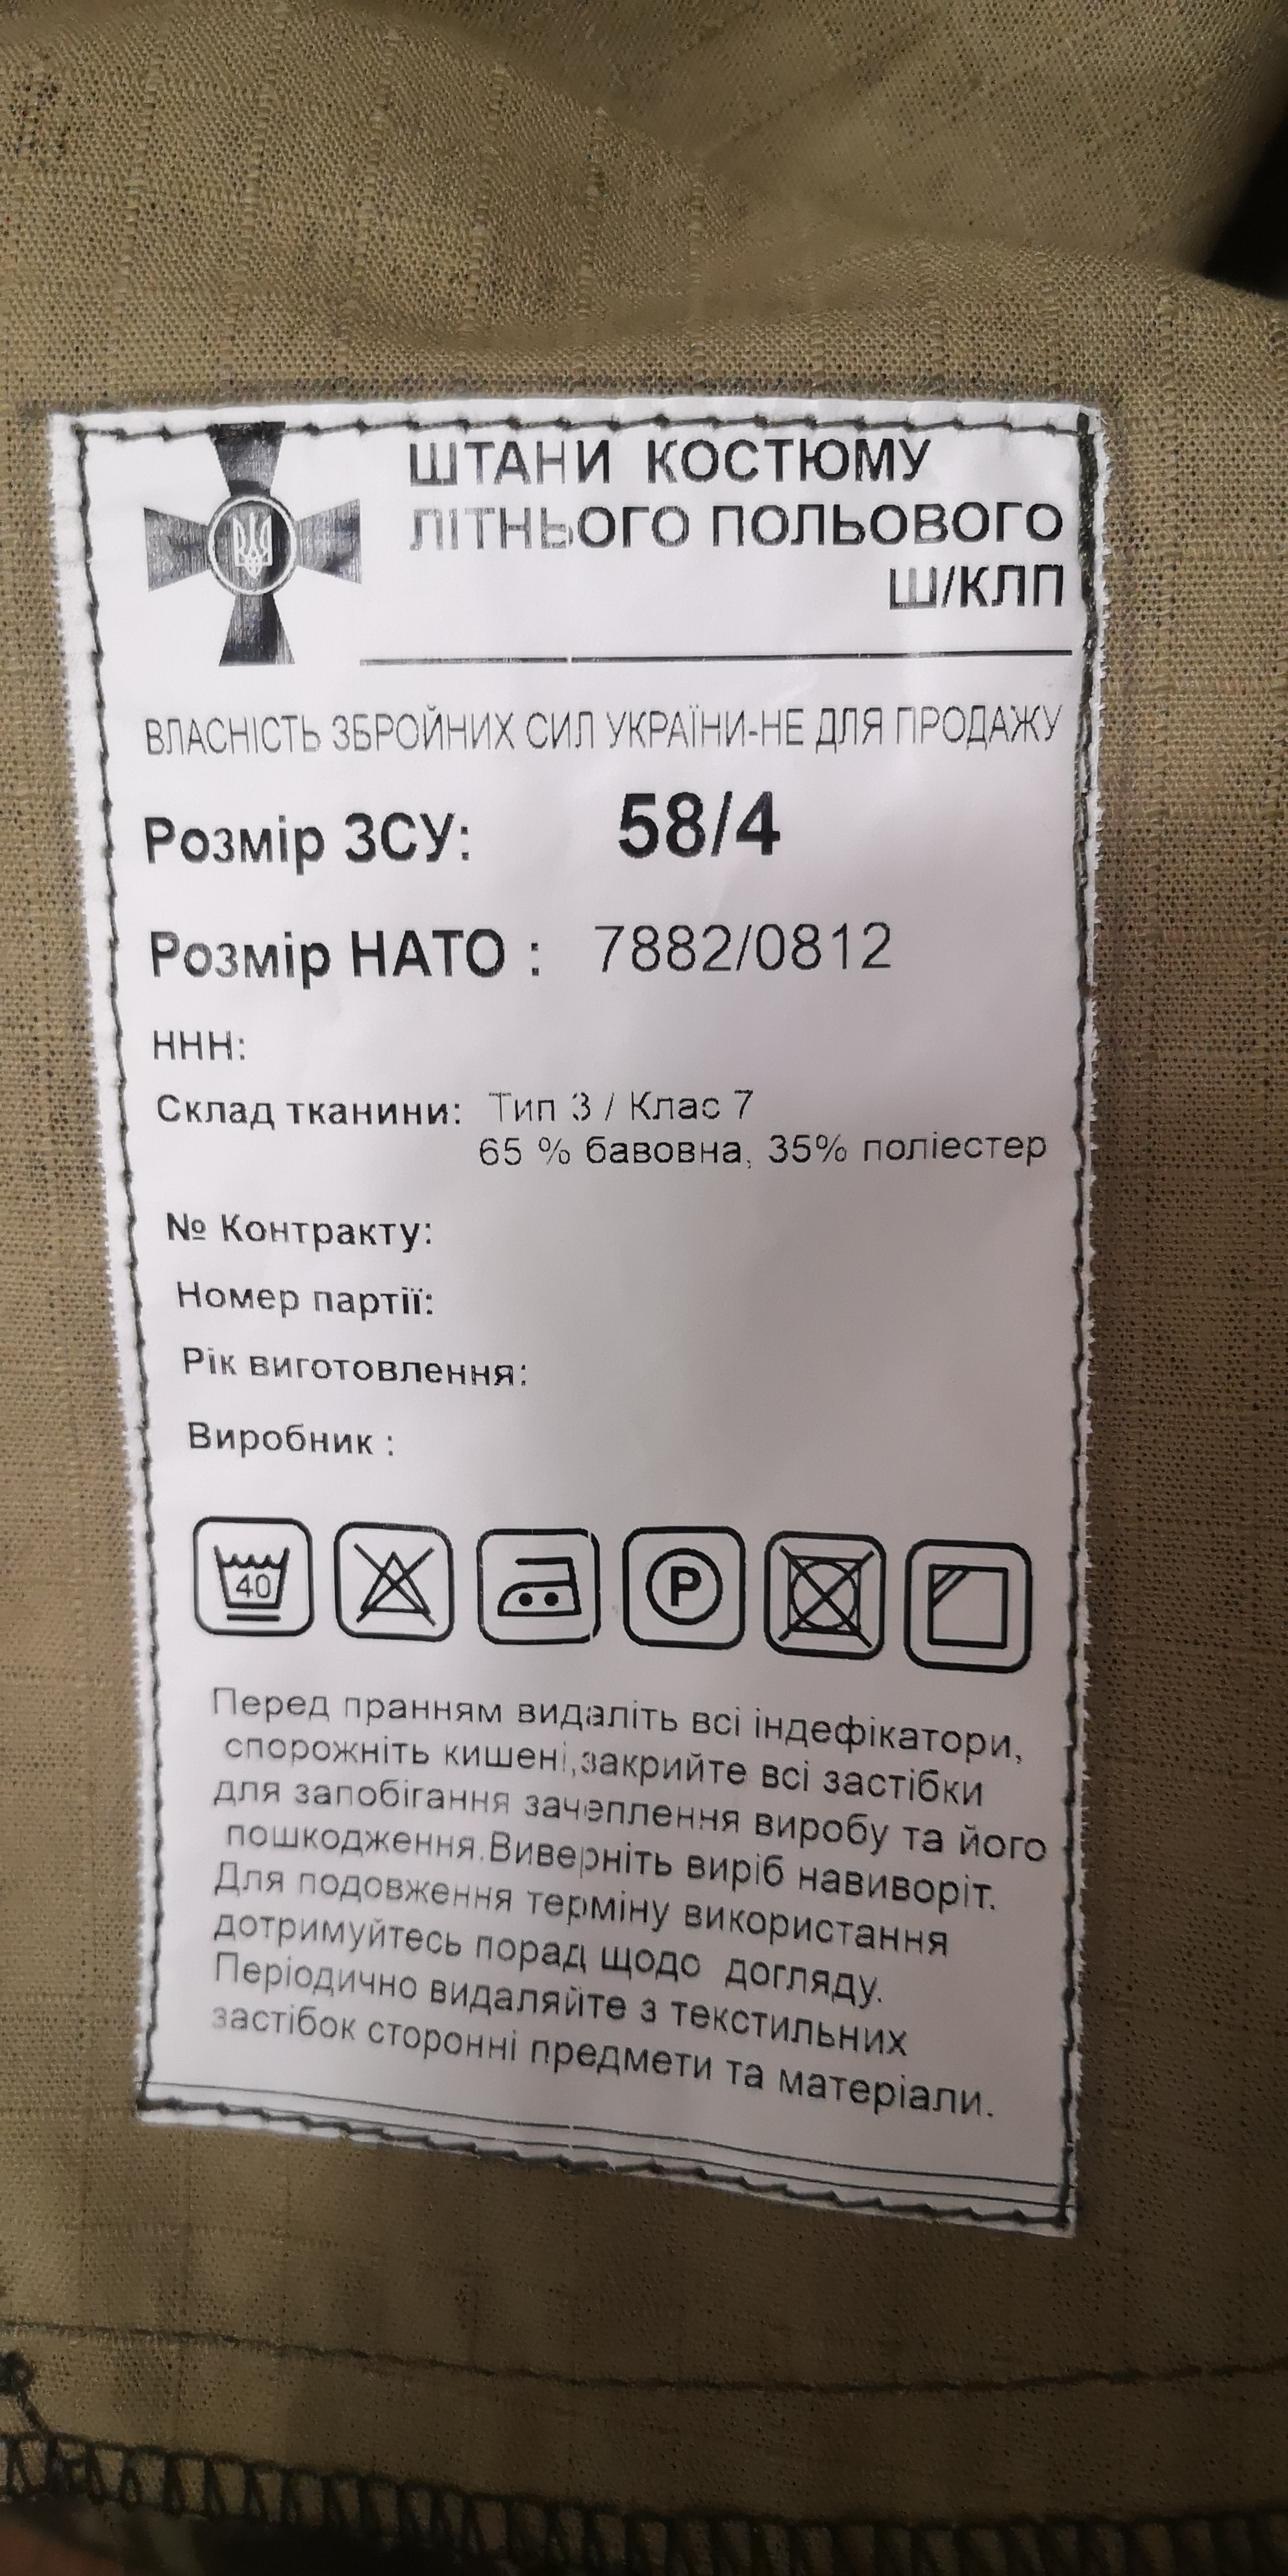 ШТАНИ КОСТЮМУ
ЛІТНЬОГО ПОЛЬОВОГО
Ш/КЛП
ВЛАСНІСТЬ ЗБРОЙНИХ СИЛ УКРАЇНИ-НЕ ДЛЯ ПРОДАЖУ
Розмір ЗСУ: 58/4
Розмір НАТО : 7882/0812
ННН:
Склад тканини: Тип 3 / Клас 7
65 % бавовна, 35% поліестер
№ Контракту:
Номер партії:
Рік виготовлення:
Виробник :
40 P
Перед пранням видаліть всі індефікатори,
спорожніть кишені,закрийте всі застібки
для запобігання зачеплення виробу та його
пошкодження.Виверніть виріб навиворіт.
Для подовження терміну використання
дотримуйтесь порад щодо догляду.
Періодично видаляйте з текстильних
застібок сторонні предмети та матеріали.